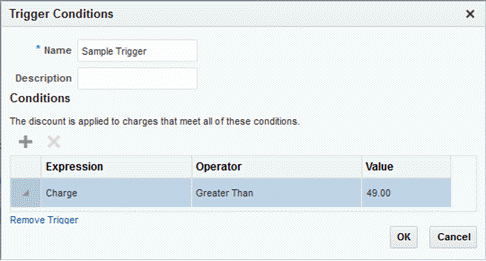 Trigger Conditions
* Name Sample Trigger
Description
Conditions
The discount is applied to charges that meet all of these conditions.
Expression Operator Value
Charge Greater Than 49.00
Remove Trigger
OK Cancel